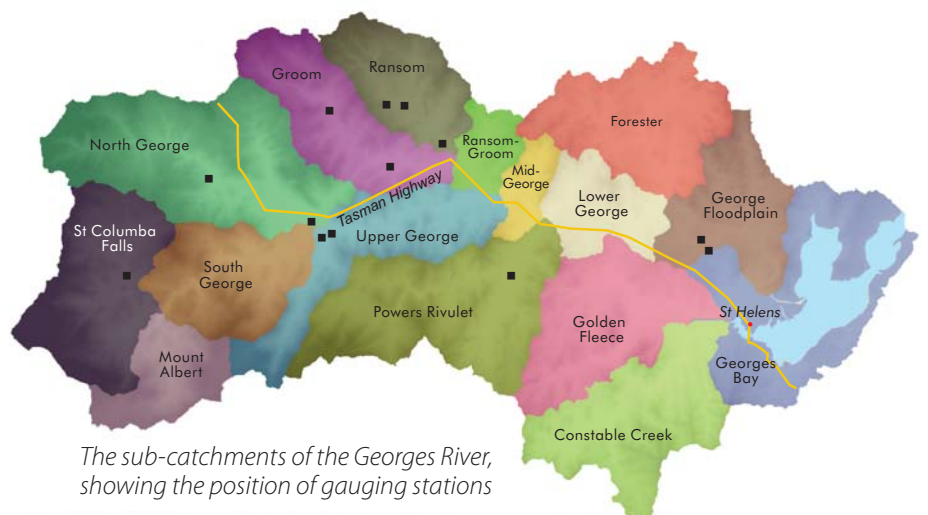 Groom
Ransom
Forester
North George
Ransom-
Groom
Mid-
George
Lower
George
George
Floodplain
Tasman Highway
St Columba
Falls
Upper George
South
George
Powers Rivulet
St Helens
Golden
Fleece
Mount
Albert
Georges
Bay
Constable Creek
The sub-catchments of the Georges River,
showing the position of gauging stations